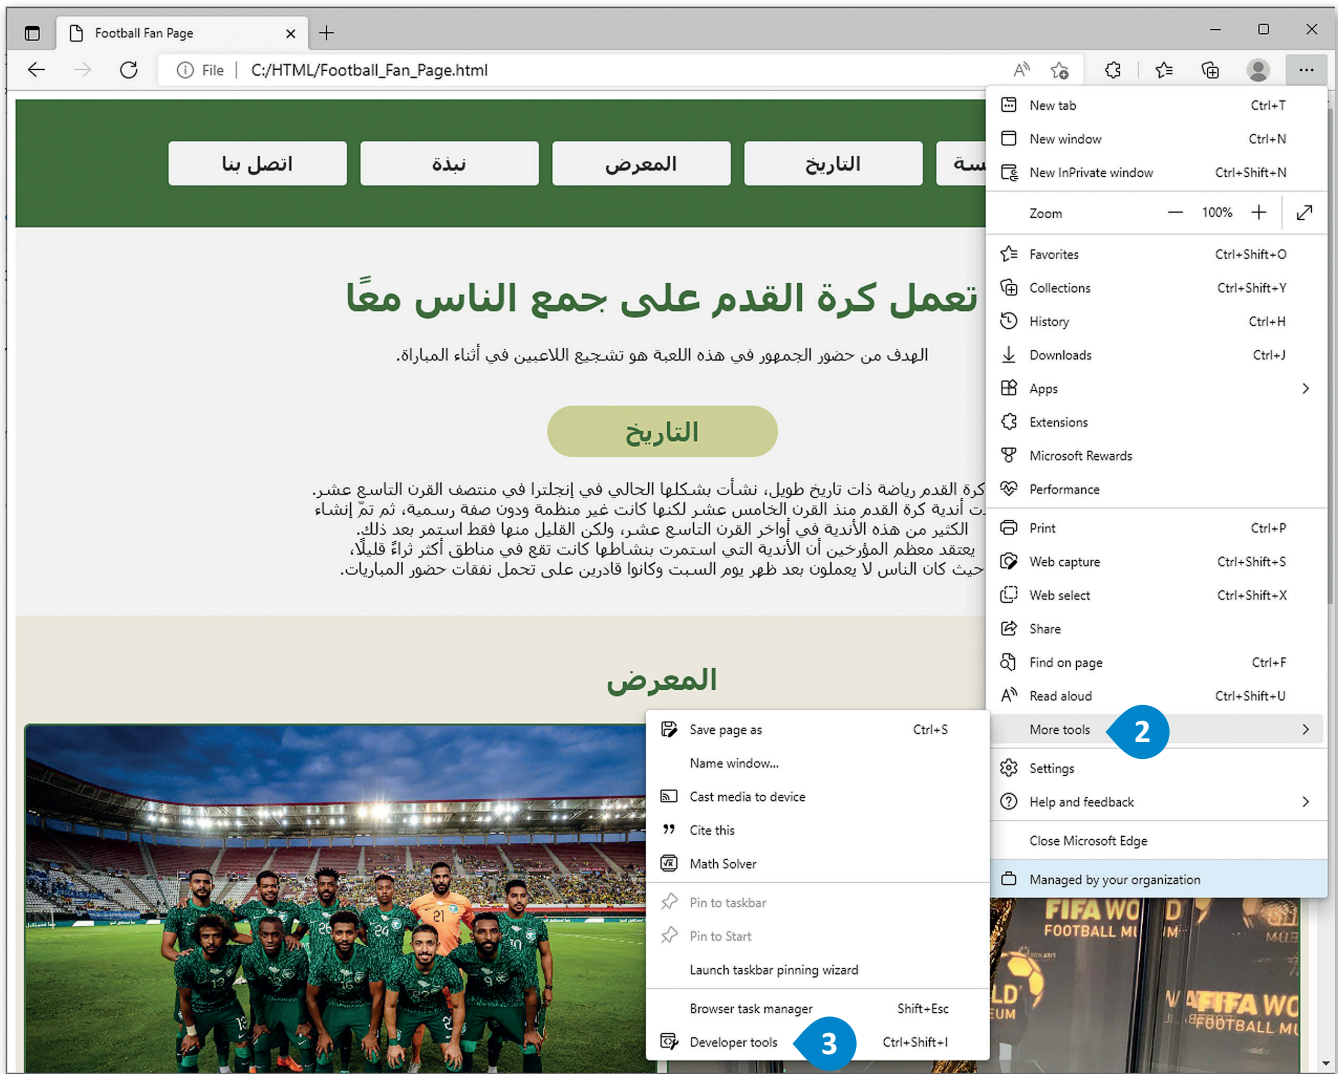 Football Fan Page
File
C:/HTML/Football_Fan_Page.html
اتصل بنا
نبذة
المعرض
التاريخ
تعمل كرة القدم على جمع الناس معًا
الهدف من حضور الجمهور في هذه اللعبة هو تشجيع اللاعبين في أثناء المباراة.
التاريخ
كرة القدم رياضة ذات تاريخ طويل، نشأت بشكلها الحالي في إنجلترا في منتصف القرن التاسع عشر.
أندية كرة القدم منذ القرن الخامس عشر لكنها كانت غير منظمة ودون صفة رسمية، ثم تمّ إنشاء
الكثير من هذه الأندية في أواخر القرن التاسع عشر، ولكن القليل منها فقط استمر بعد ذلك.
يعتقد معظم المؤرخين أن الأندية التي استمرت بنشاطها كانت تقع في مناطق أكثر ثراءً قليلًا،
حيث كان الناس لا يعملون بعد ظهر يوم السبت وكانوا قادرين على تحمل نفقات حضور المباريات.
المعرض
New tab Ctrl+T
New window Ctrl+N
New InPrivate window Ctrl+Shift+N
Zoom — 100% +
Favorites Ctrl+Shift+O
Collections Ctrl+Shift+Y
History Ctrl+H
Downloads Ctrl+J
Apps
Extensions
Microsoft Rewards
Performance
Print Ctrl+P
Web capture Ctrl+Shift+S
Web select Ctrl+Shift+X
Share
Find on page Ctrl+F
Read aloud Ctrl+Shift+U
More tools 2
Settings
Help and feedback
Close Microsoft Edge
Managed by your organization
Save page as Ctrl+S
Name window...
Cast media to device
Cite this
Math Solver
Pin to taskbar
Pin to Start
Launch taskbar pinning wizard
Browser task manager Shift+Esc
Developer tools 3 Ctrl+Shift+I
21
26
24
FIFA
FOOTBALL
FIFA
FOOTBALL